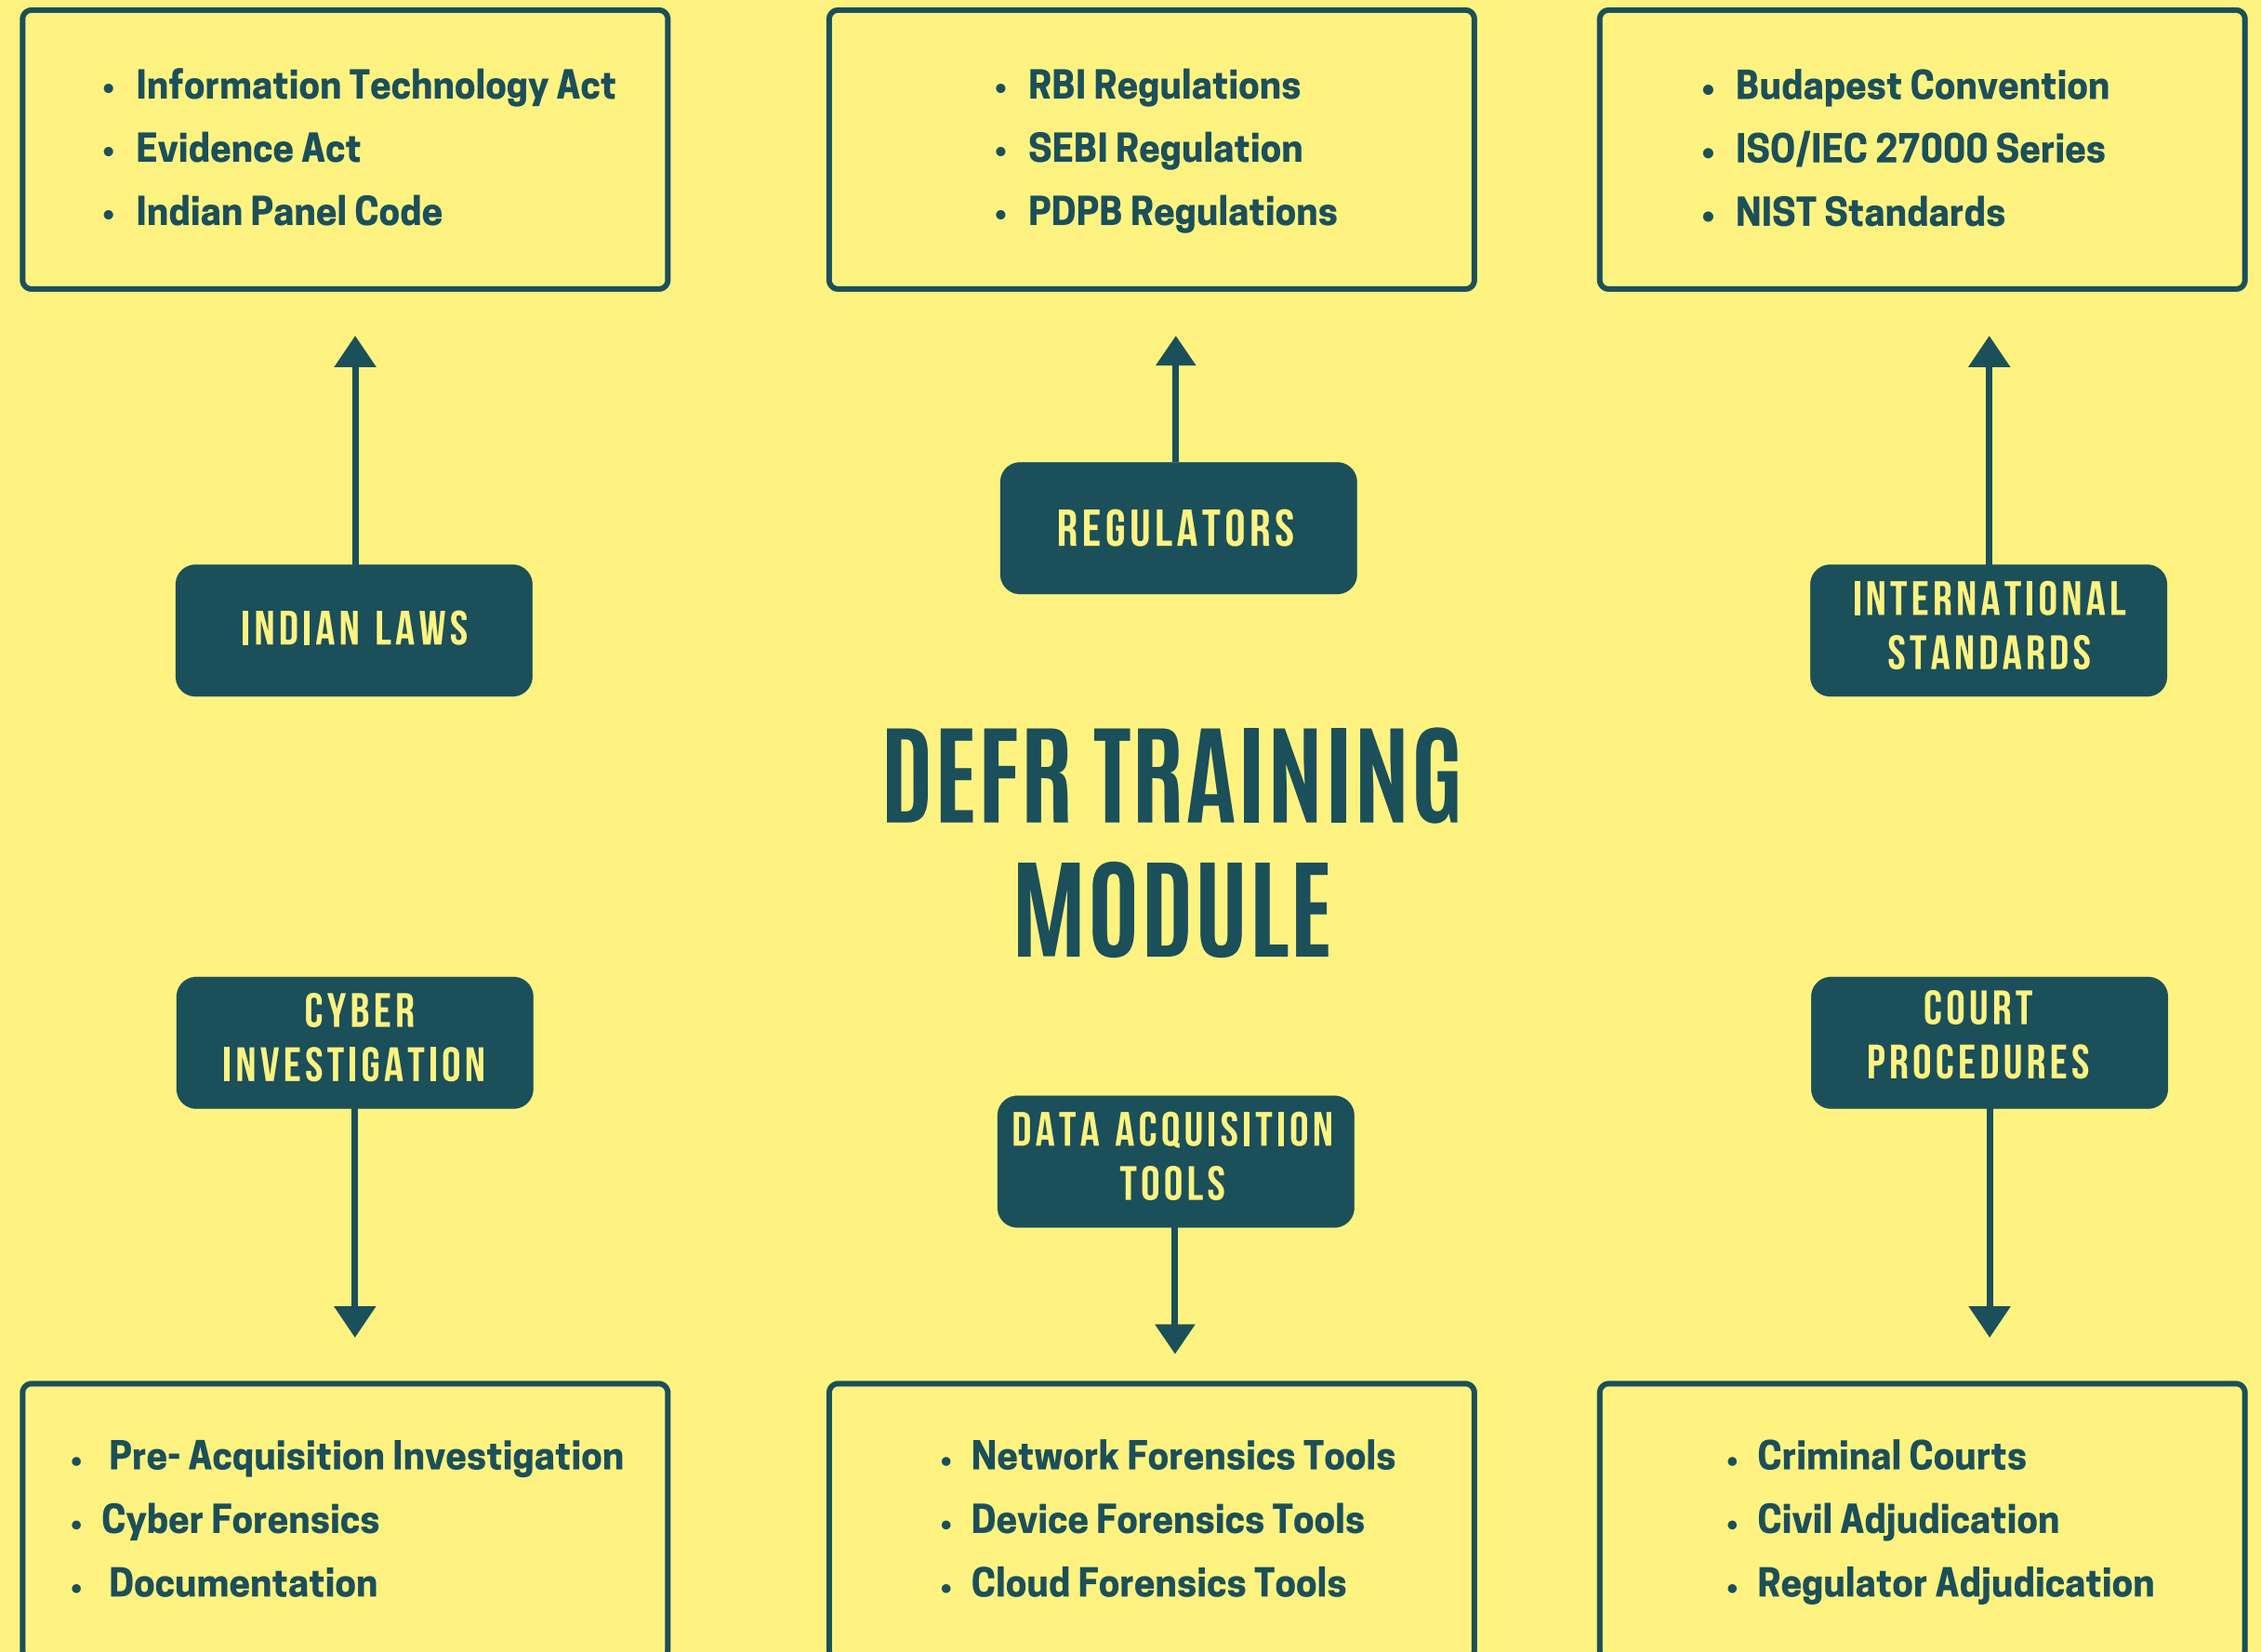 • Information Technology Act
• Evidence Act
• Indian Panel Code
• RBI Regulations
• SEBI Regulation
• PDPB Regulations
• Budapest Convention
• ISO/IEC 27000 Series
• NIST Standards
INDIAN LAWS
REGULATORS
INTERNATIONAL
STANDARDS
DEFR TRAINING
MODULE
CYBER
INVESTIGATION
DATA ACQUISITION
TOOLS
COURT
PROCEDURES
• Pre- Acquisition Investigation
• Cyber Forensics
• Documentation
• Network Forensics Tools
• Device Forensics Tools
• Cloud Forensics Tools
• Criminal Courts
• Civil Adjudication
• Regulator Adjudication